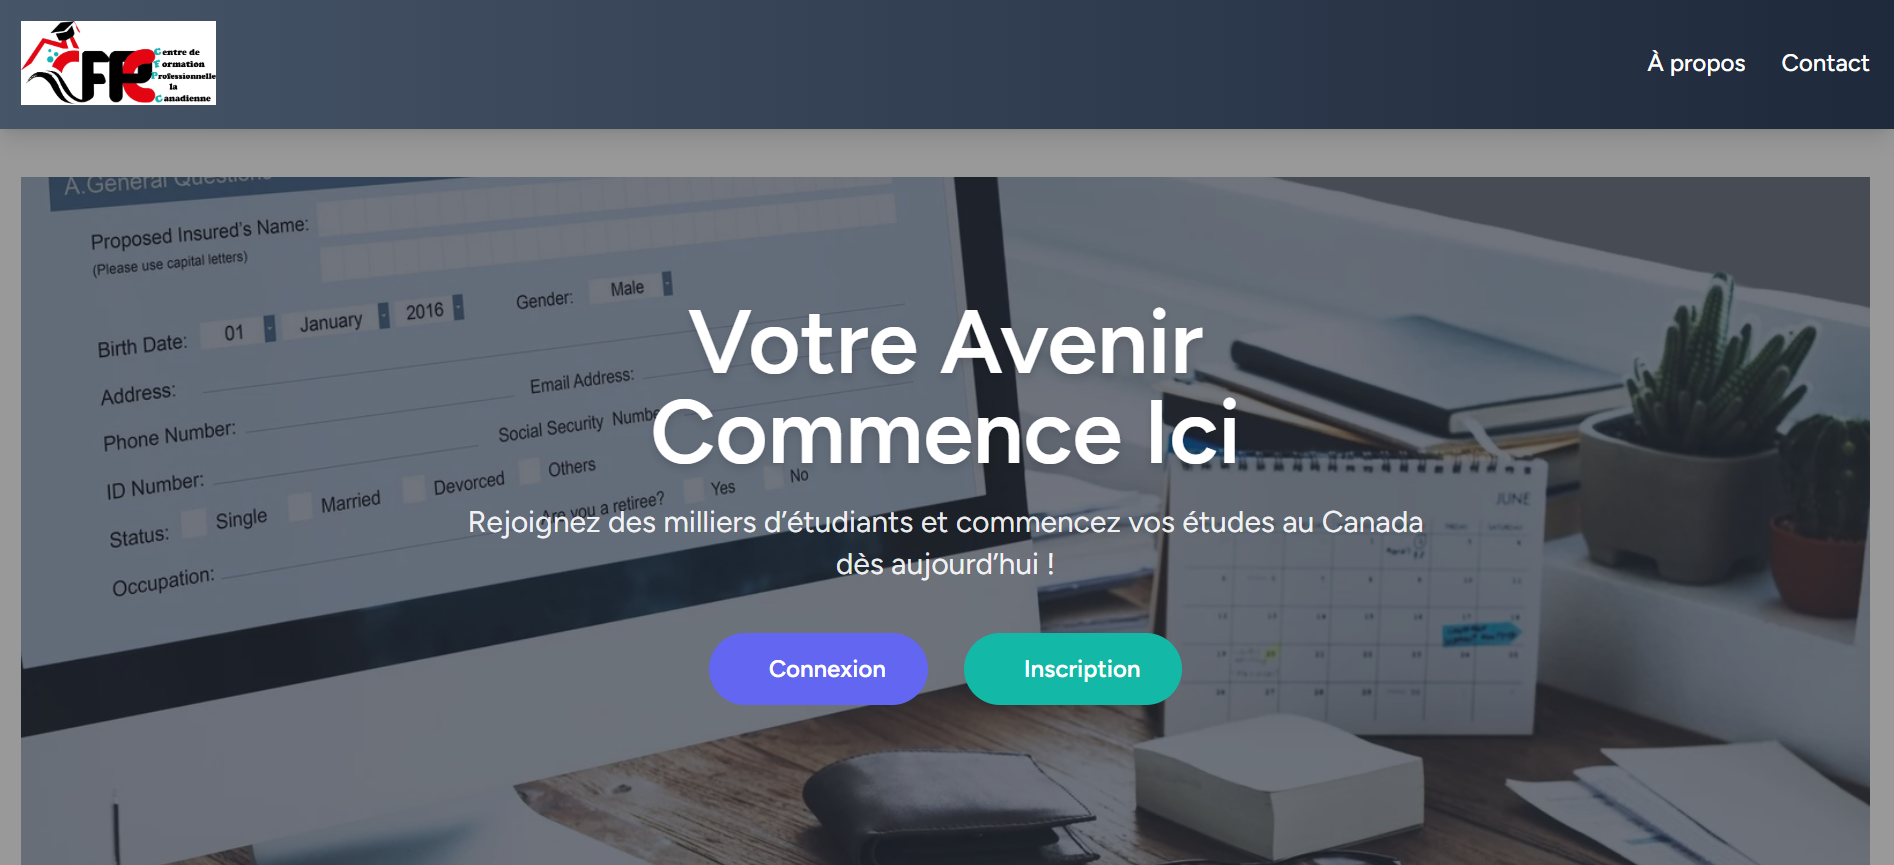 Centre de
Formation
Professionnelle
la
Canadienne
CFPC
À propos
Contact
A.General Questions
Proposed Insured's Name:
(Please use capital letters)
Birth Date: 01 January 2016
Gender: Male
Address:
Email Address:
Phone Number:
Social Security Numbe
ID Number:
Status: Single Married Devorced Others
Are you a retiree? Yes No
Occupation:
Votre Avenir
Commence Ici
Rejoignez des milliers d’étudiants et commencez vos études au Canada
dès aujourd’hui !
Connexion
Inscription
JUNE